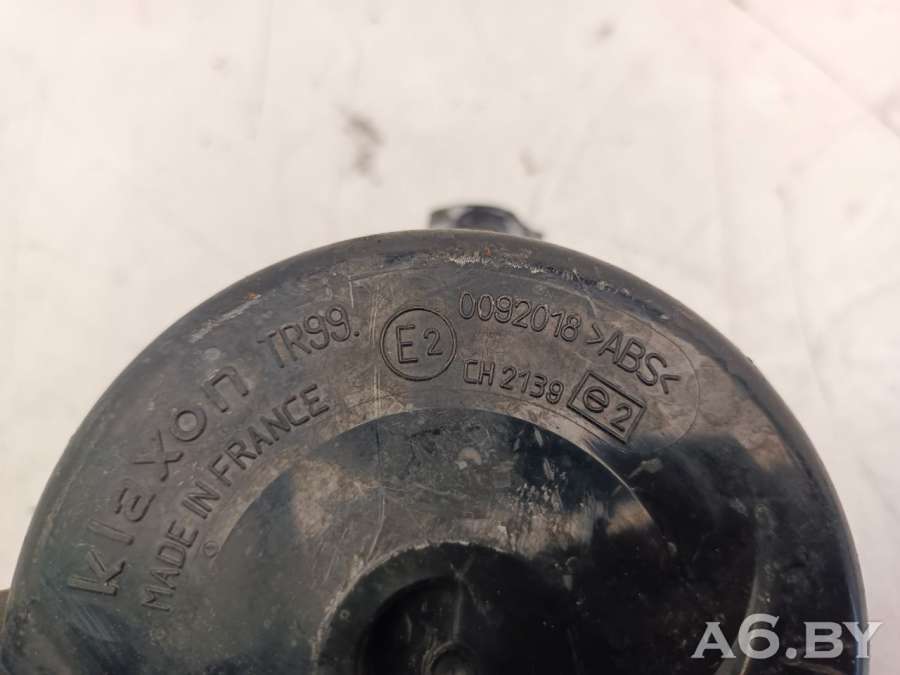 klaxon TR99.
MADE IN FRANCE
E2
0092018 >ABS<
CH 2139 e2
A6.BY